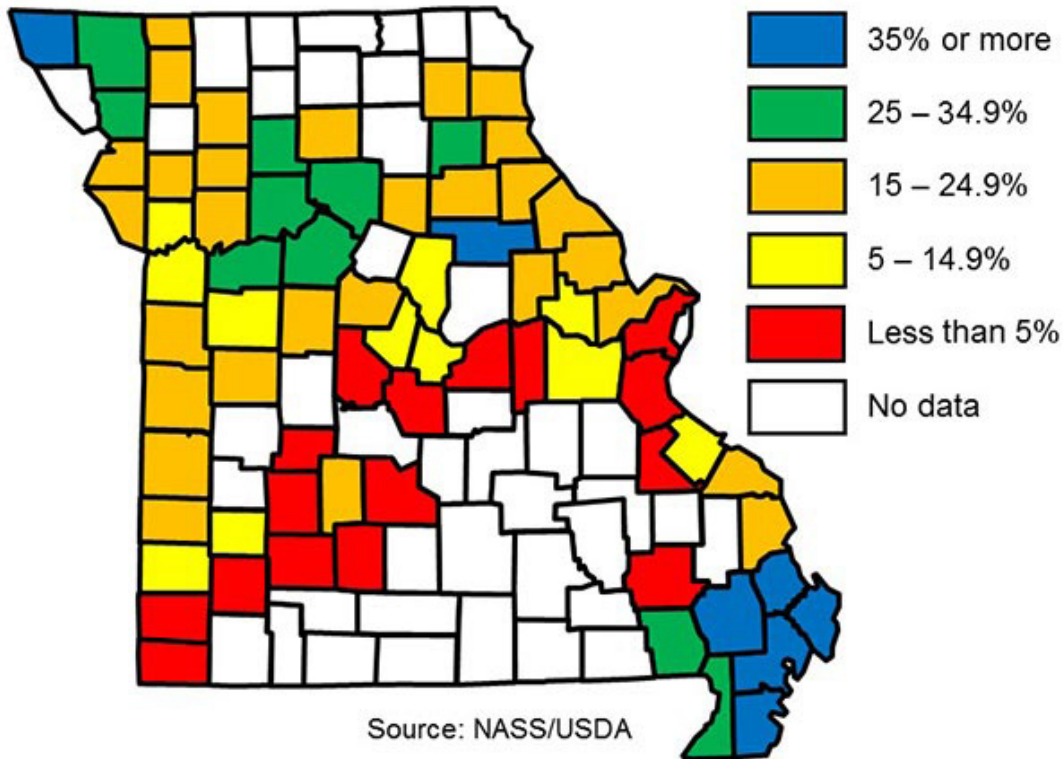 35% or more
25 – 34.9%
15 – 24.9%
5 – 14.9%
Less than 5%
No data
Source: NASS/USDA